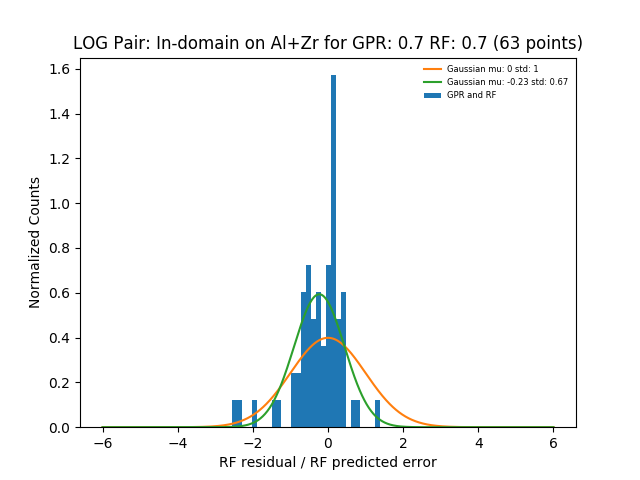 LOG Pair: In-domain on Al+Zr for GPR: 0.7 RF: 0.7 (63 points)
Gaussian mu: 0 std: 1
Gaussian mu: -0.23 std: 0.67
GPR and RF
Normalized Counts
1.6
1.4
1.2
1.0
0.8
0.6
0.4
0.2
0.0
−6 −4 −2 0 2 4 6
RF residual / RF predicted error